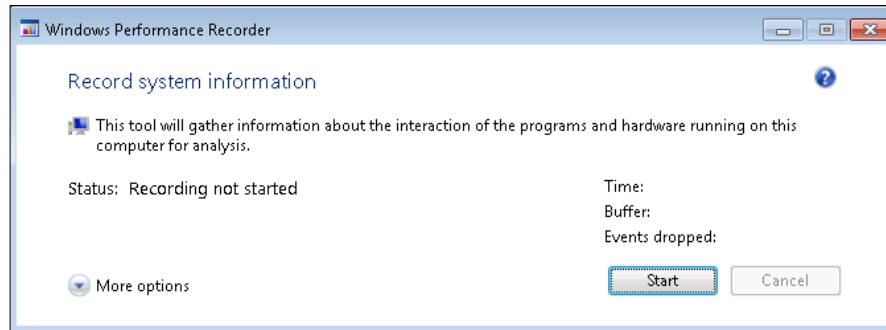 Windows Performance Recorder
Record system information
?
This tool will gather information about the interaction of the programs and hardware running on this
computer for analysis.
Status: Recording not started
Time:
Buffer:
Events dropped:
More options
Start
Cancel